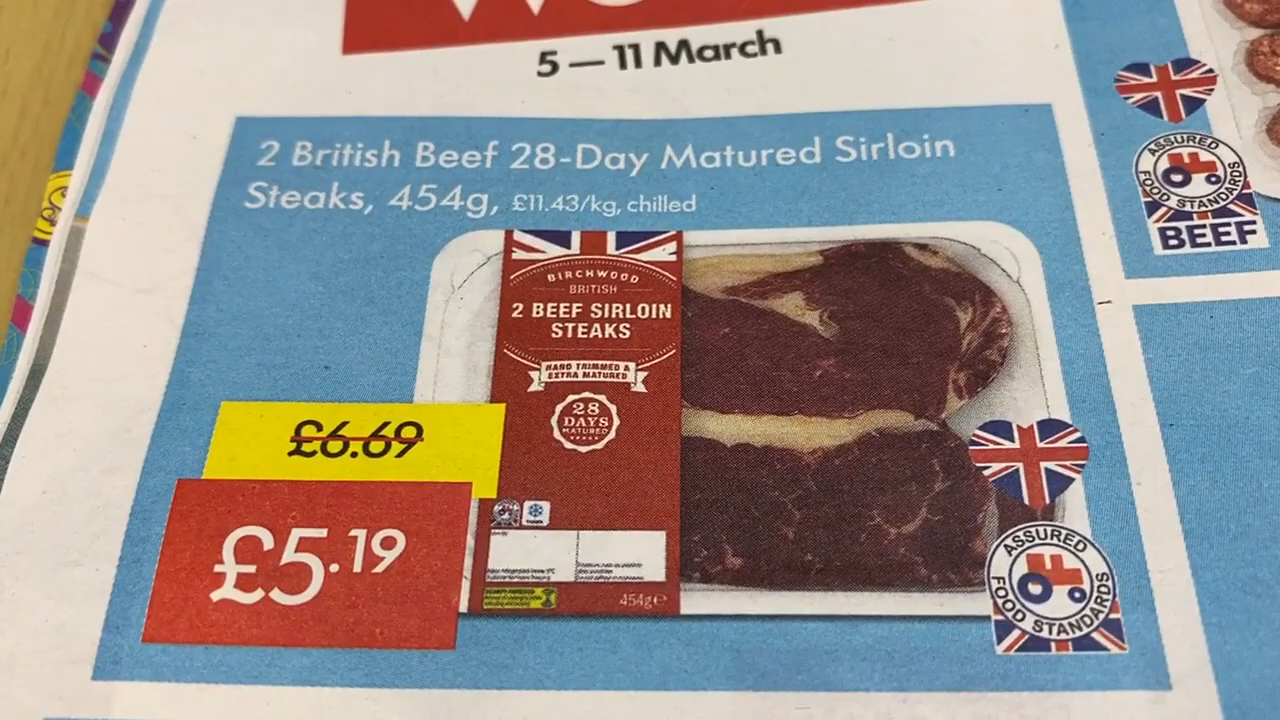 5 – 11 March
2 British Beef 28-Day Matured Sirloin
Steaks, 454g, £11.43/kg, chilled
BIRCHWOOD
BRITISH
2 BEEF SIRLOIN
STEAKS
HAND TRIMMED &
EXTRA MATURED
28
DAYS
MATURED
£6.69
£5.19
454g℮
ASSURED
FOOD STANDARDS
ASSURED
FOOD STANDARDS
BEEF